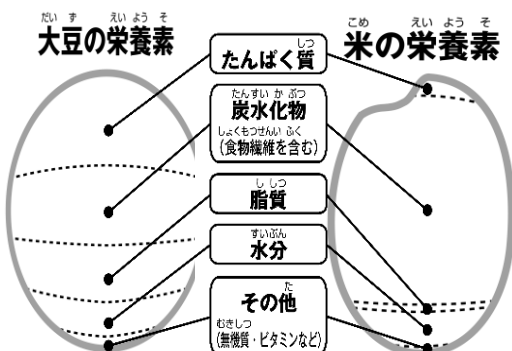 だいず えいようそ
大豆の栄養素
こめ えいようそ
米の栄養素
しつ
たんぱく質
たんすいかぶつ
炭水化物
しょくもつせんい ふく
(食物繊維を含む)
ししつ
脂質
すいぶん
水分
た
その他
むきしつ
(無機質・ビタミンなど)